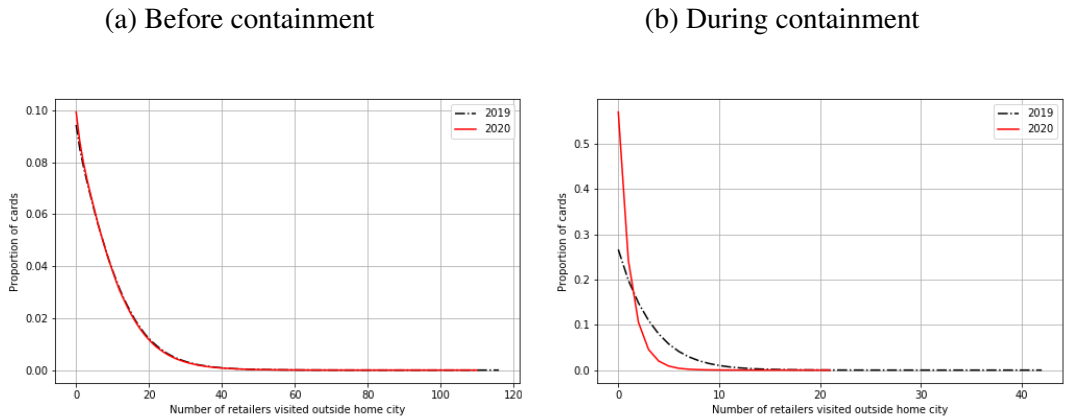 (a) Before containment
(b) During containment
0.10
0.08
0.06
0.04
0.02
0.00
Proportion of cards
0 20 40 60 80 100 120
Number of retailers visited outside home city
2019
2020
0.5
0.4
0.3
0.2
0.1
0.0
Proportion of cards
0 10 20 30 40
Number of retailers visited outside home city
2019
2020